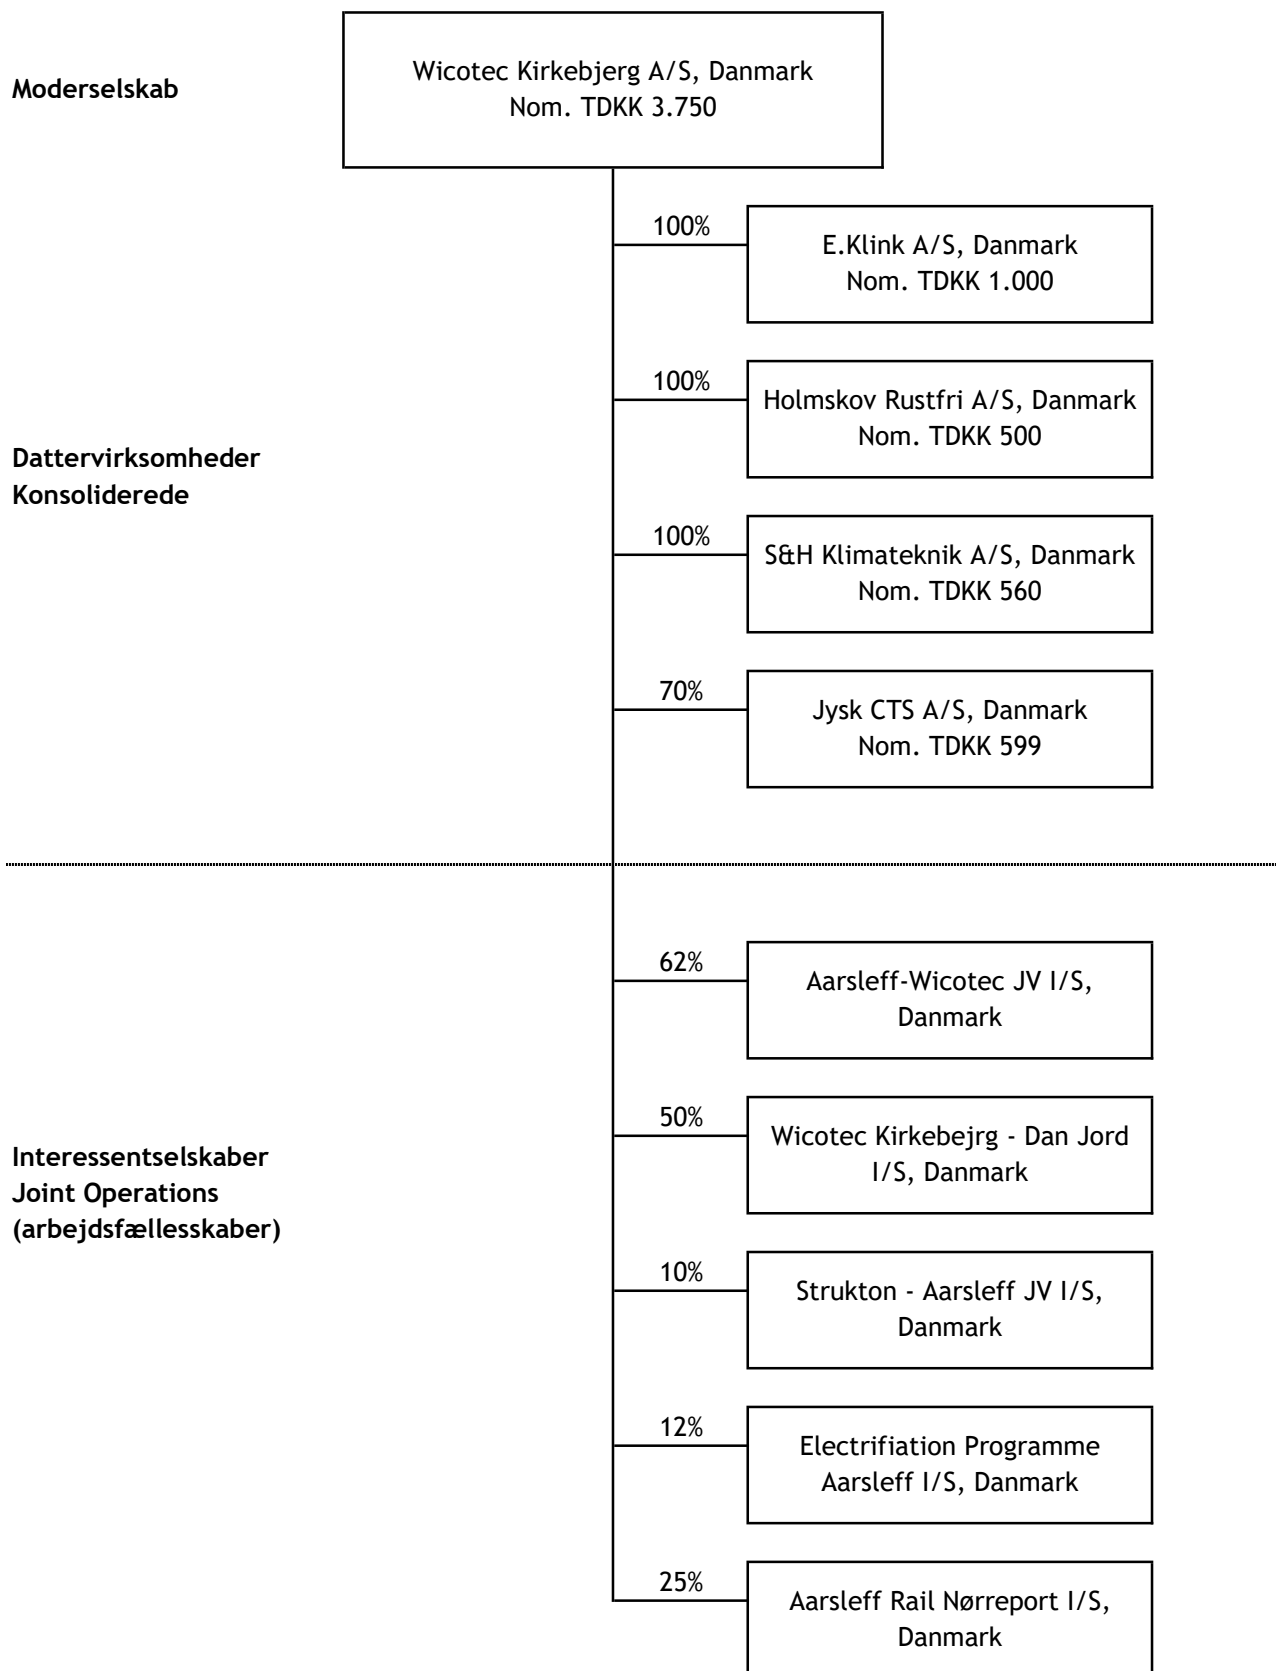 Moderselskab
Wicotec Kirkebjerg A/S, Danmark
Nom. TDKK 3.750
100%
E.Klink A/S, Danmark
Nom. TDKK 1.000
100%
Holmskov Rustfri A/S, Danmark
Nom. TDKK 500
Dattervirksomheder
Konsoliderede
100%
S&H Klimateknik A/S, Danmark
Nom. TDKK 560
70%
Jysk CTS A/S, Danmark
Nom. TDKK 599
62%
Aarsleff-Wicotec JV I/S,
Danmark
50%
Wicotec Kirkebejrg - Dan Jord
I/S, Danmark
Interessentselskaber
Joint Operations
(arbejdsfællesskaber)
10%
Strukton - Aarsleff JV I/S,
Danmark
12%
Electrifiation Programme
Aarsleff I/S, Danmark
25%
Aarsleff Rail Nørreport I/S,
Danmark